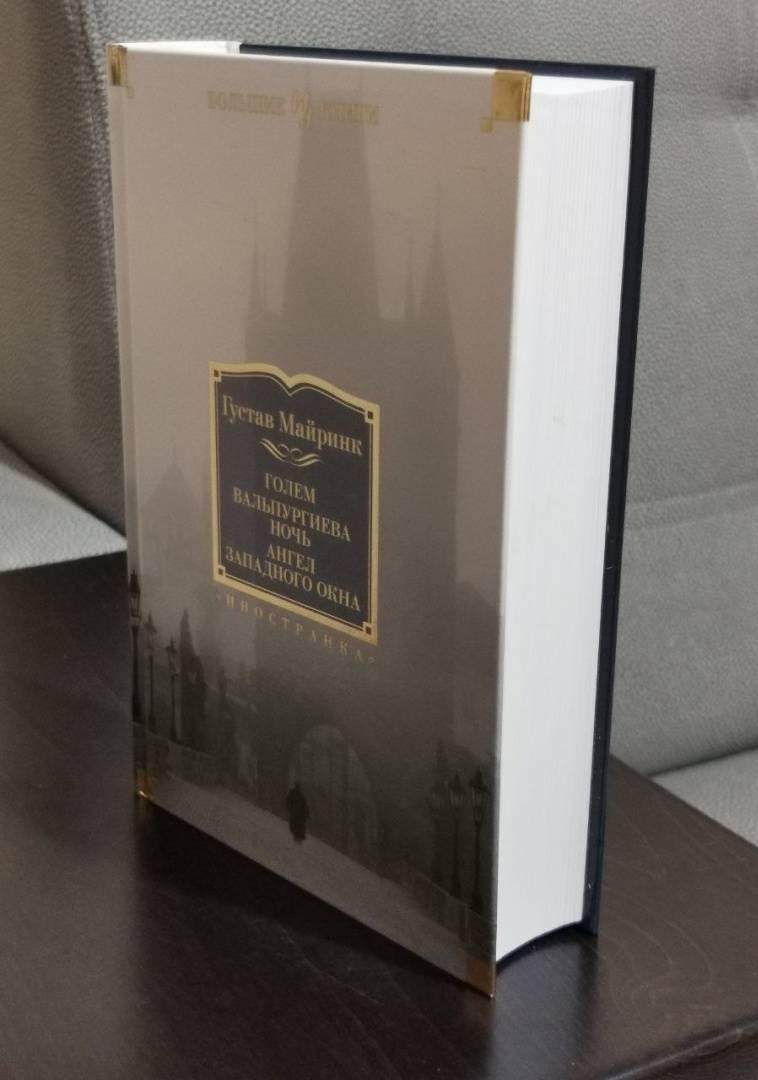 БОЛЬШИЕ КНИГИ
Густав Майринк
ГОЛЕМ
ВАЛЬПУРГИЕВА
НОЧЬ
АНГЕЛ
ЗАПАДНОГО ОКНА
«ИНОСТРАНКА»